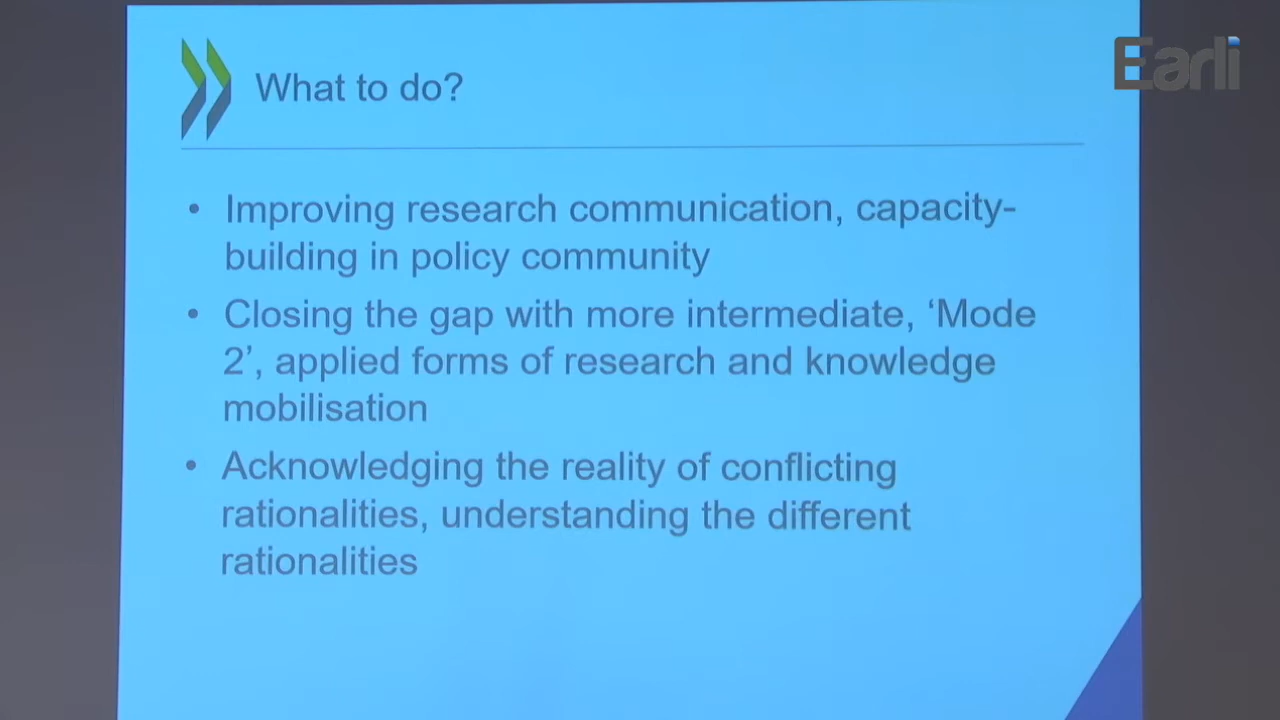 Earli
What to do?
• Improving research communication, capacity-
building in policy community
• Closing the gap with more intermediate, ‘Mode
2’, applied forms of research and knowledge
mobilisation
• Acknowledging the reality of conflicting
rationalities, understanding the different
rationalities